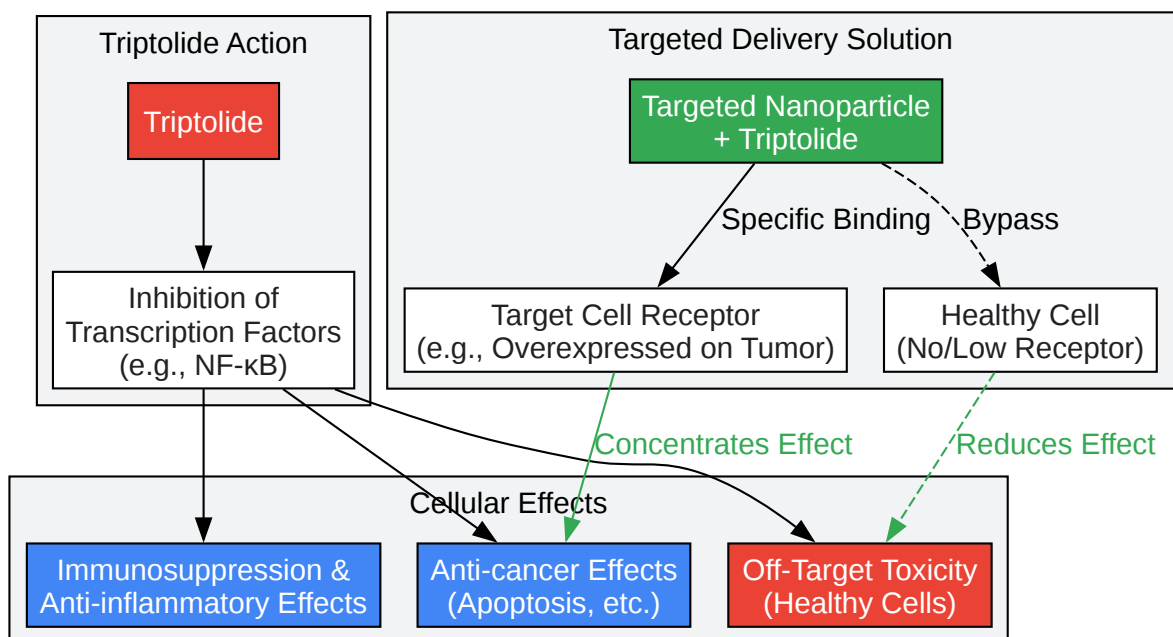 Triptolide Action
Targeted Delivery Solution
Triptolide
Targeted Nanoparticle
+ Triptolide
Specific Binding
Bypass
Inhibition of
Transcription Factors
(e.g., NF-κB)
Target Cell Receptor
(e.g., Overexpressed on Tumor)
Healthy Cell
(No/Low Receptor)
Concentrates Effect
Reduces Effect
Cellular Effects
Immunosuppression &
Anti-inflammatory Effects
Anti-cancer Effects
(Apoptosis, etc.)
Off-Target Toxicity
(Healthy Cells)